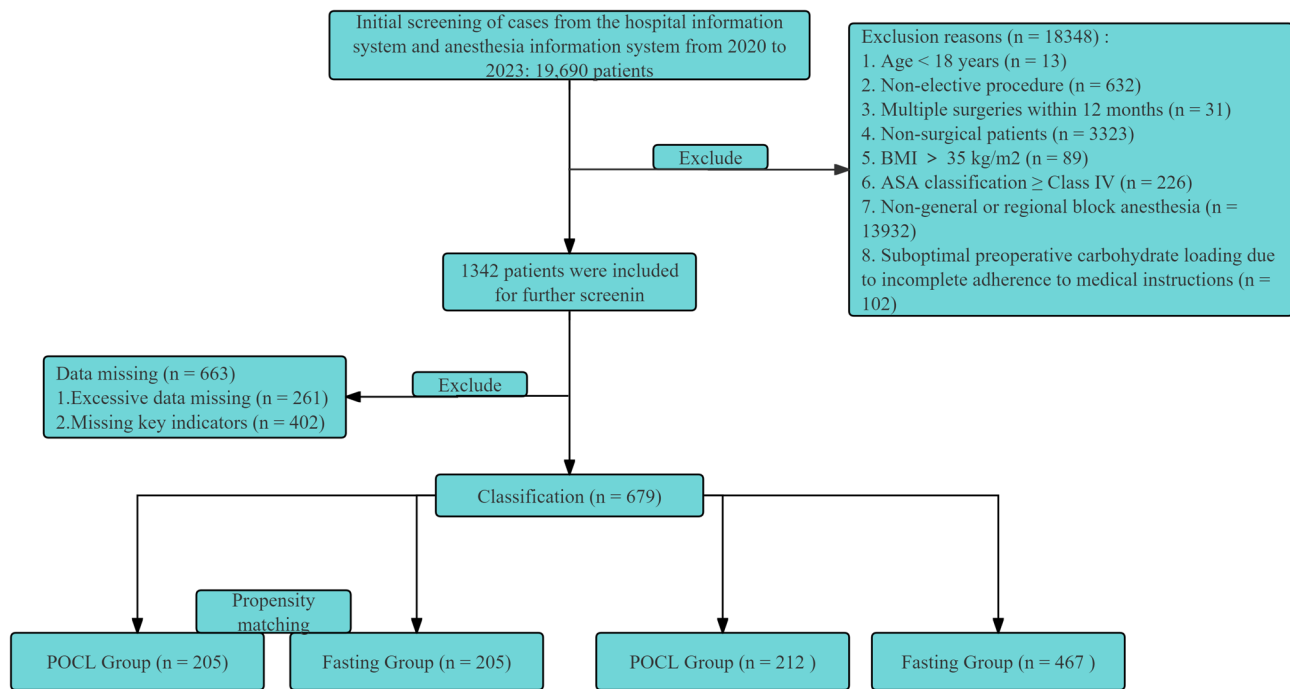 Initial screening of cases from the hospital information
system and anesthesia information system from 2020 to
2023: 19,690 patients
Exclusion reasons (n = 18348) :
1. Age < 18 years (n = 13)
2. Non-elective procedure (n = 632)
3. Multiple surgeries within 12 months (n = 31)
4. Non-surgical patients (n = 3323)
5. BMI > 35 kg/m2 (n = 89)
6. ASA classification ≥ Class IV (n = 226)
7. Non-general or regional block anesthesia (n =
13932)
8. Suboptimal preoperative carbohydrate loading due
to incomplete adherence to medical instructions (n =
102)
Exclude
1342 patients were included
for further screenin
Data missing (n = 663)
1.Excessive data missing (n = 261)
2.Missing key indicators (n = 402)
Exclude
Classification (n = 679)
Propensity
matching
POCL Group (n = 205)
Fasting Group (n = 205)
POCL Group (n = 212 )
Fasting Group (n = 467 )